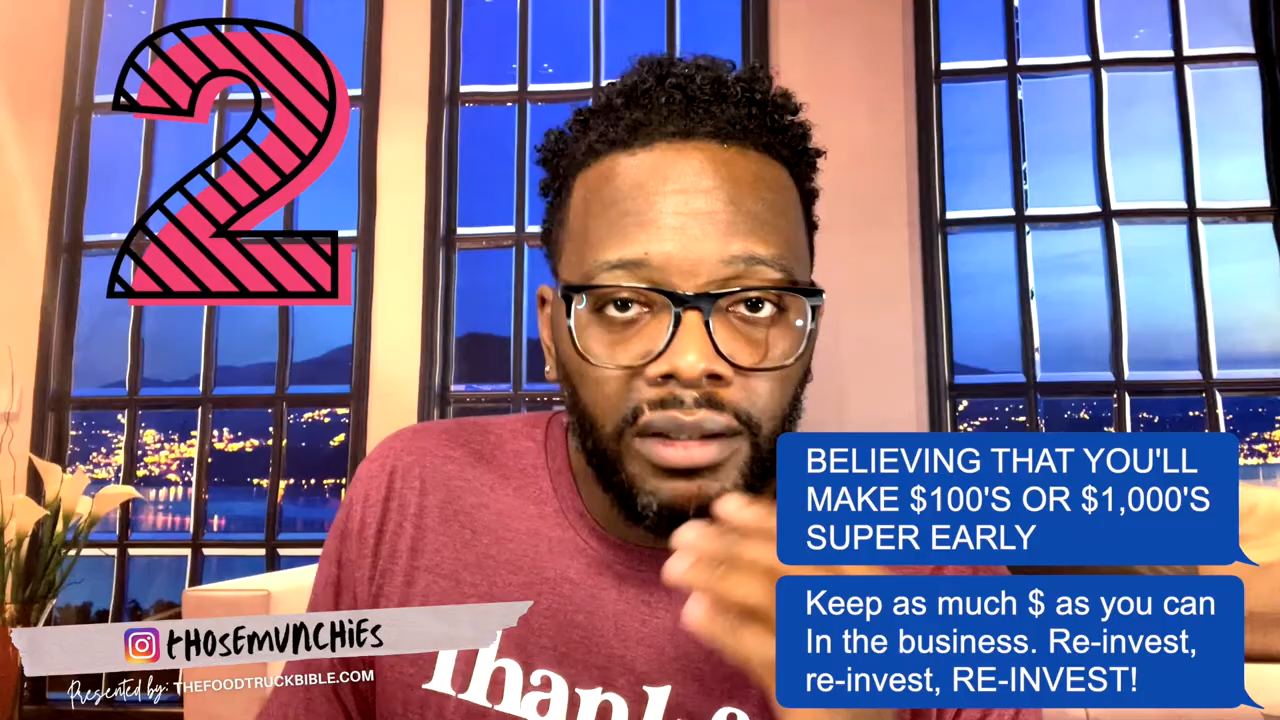 2
BELIEVING THAT YOU'LL
MAKE $100'S OR $1,000'S
SUPER EARLY
Keep as much $ as you can
In the business. Re-invest,
re-invest, RE-INVEST!
tHOSEMUNCHiES
Presented by: THEFOODTRUCKBIBLE.COM